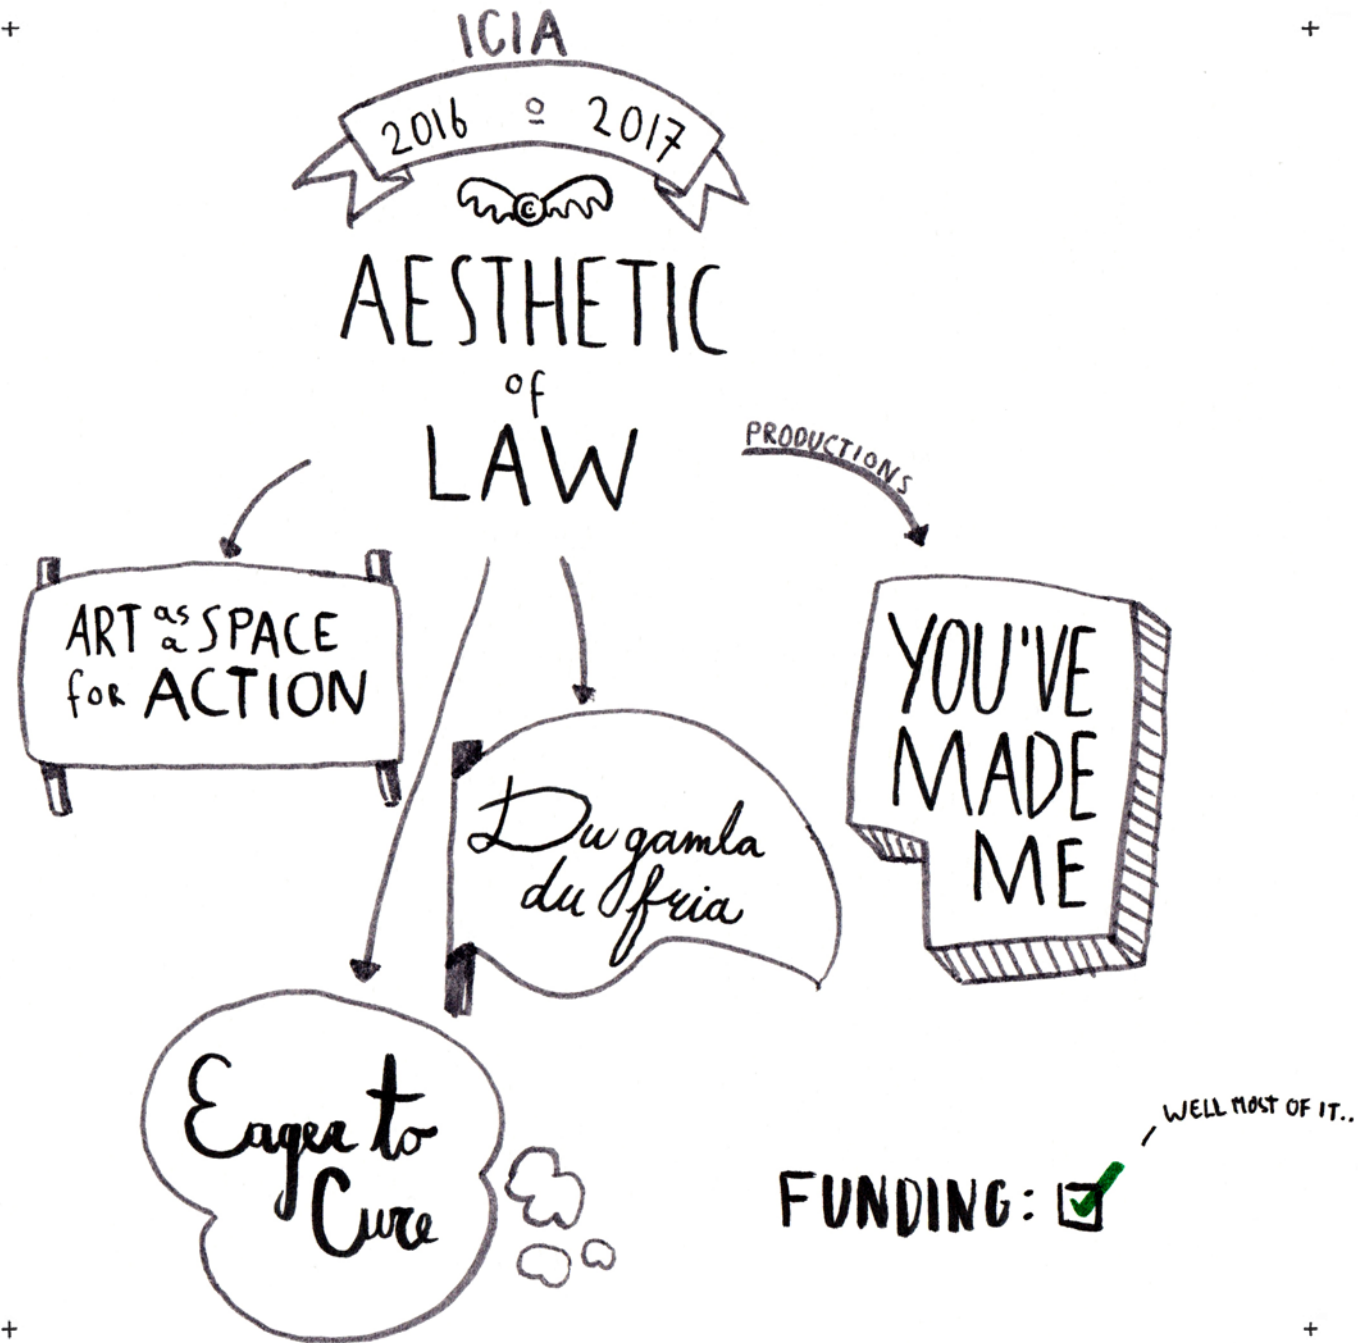 ICIA
2016 o 2017
©
AESTHETIC
of
LAW
PRODUCTIONS
ART as a SPACE
for ACTION
YOU'VE
MADE
ME
Du gamla
du fria
Eager to
Cure
WELL MOST OF IT..
FUNDING: